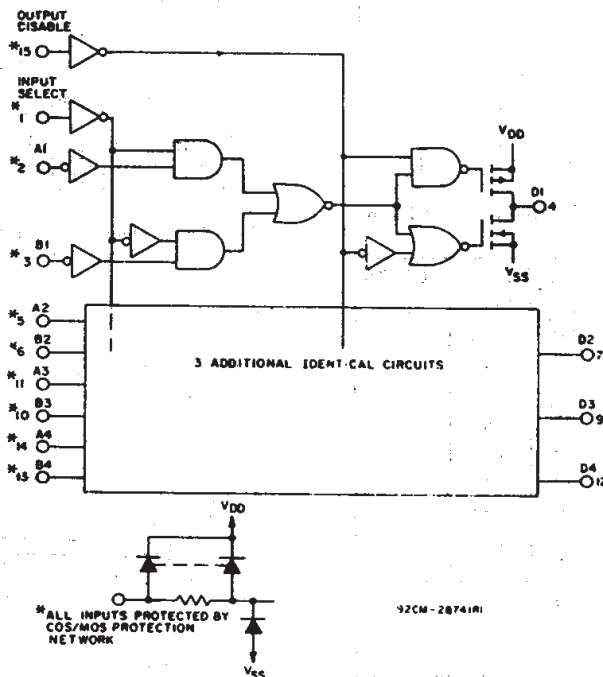 OUTPUT
CISABLE
*15
INPUT
SELECT
*1
A1
*2
B1
*3
VDD
D1
4
VSS
*5 A2
*6 B2
*11 A3
*10 B3
*14 A4
*13 B4
3 ADDITIONAL IDENT.CAL CIRCUITS
D2
7
D3
9
D4
12
VDD
*ALL INPUTS PROTECTED BY
COS/MOS PROTECTION
NETWORK
VSS
92CM-28741R1